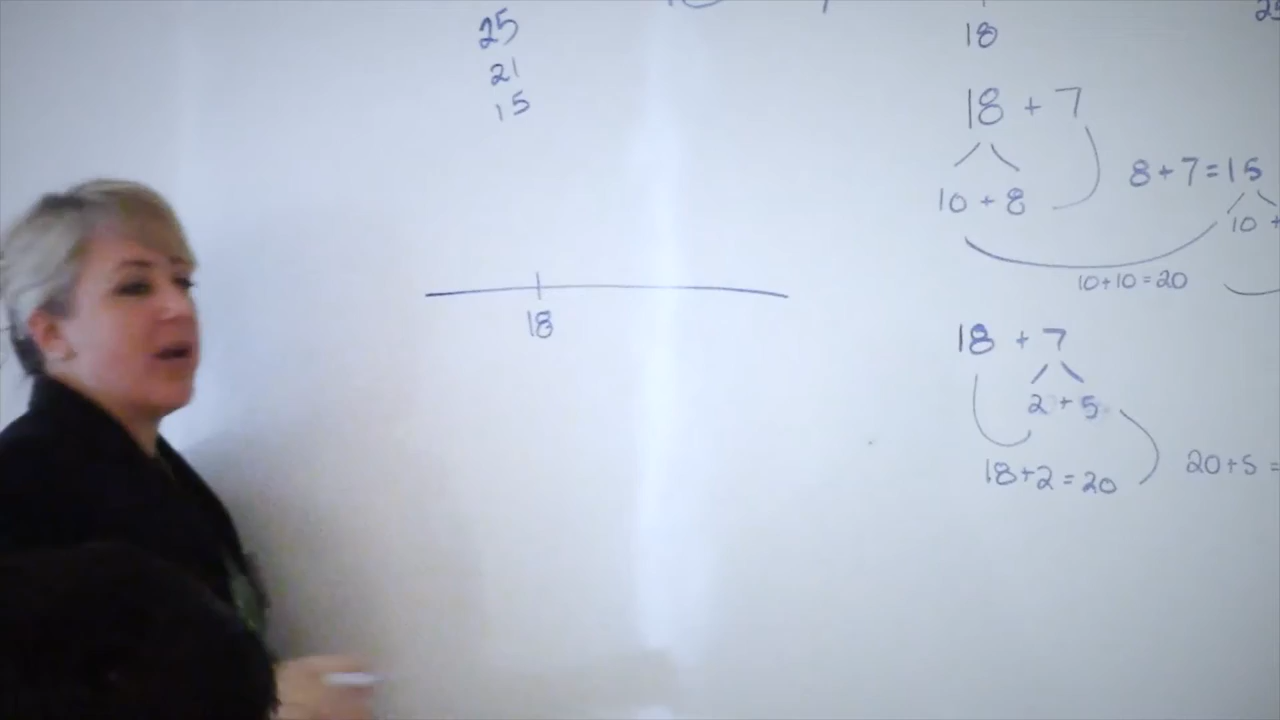 25
21
15
18
18
18 + 7
10 + 8
8 + 7 = 15
10 +
10 + 10 = 20
18 + 7
2 + 5
18 + 2 = 20
20 + 5 =